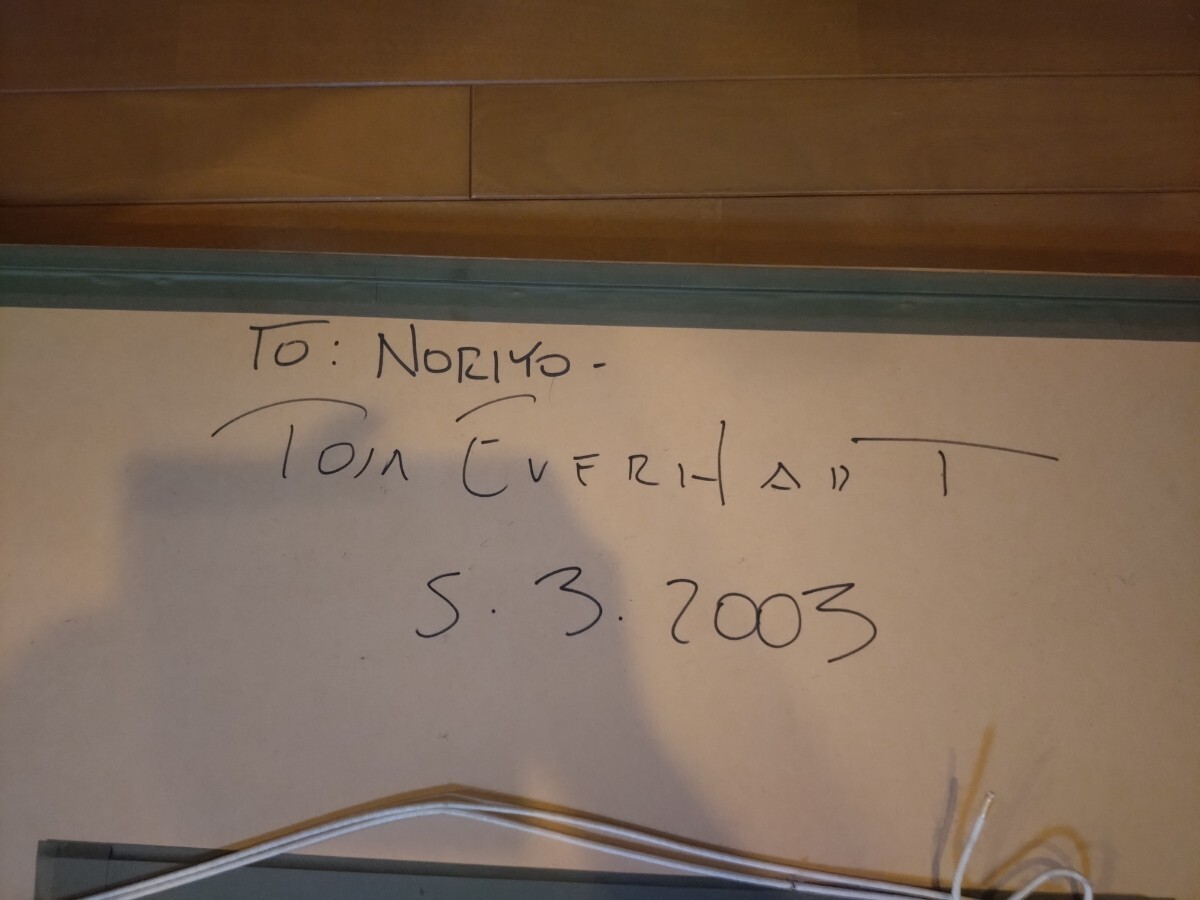 TO: NORIYO -
TOM EVERHART
5.3.2003